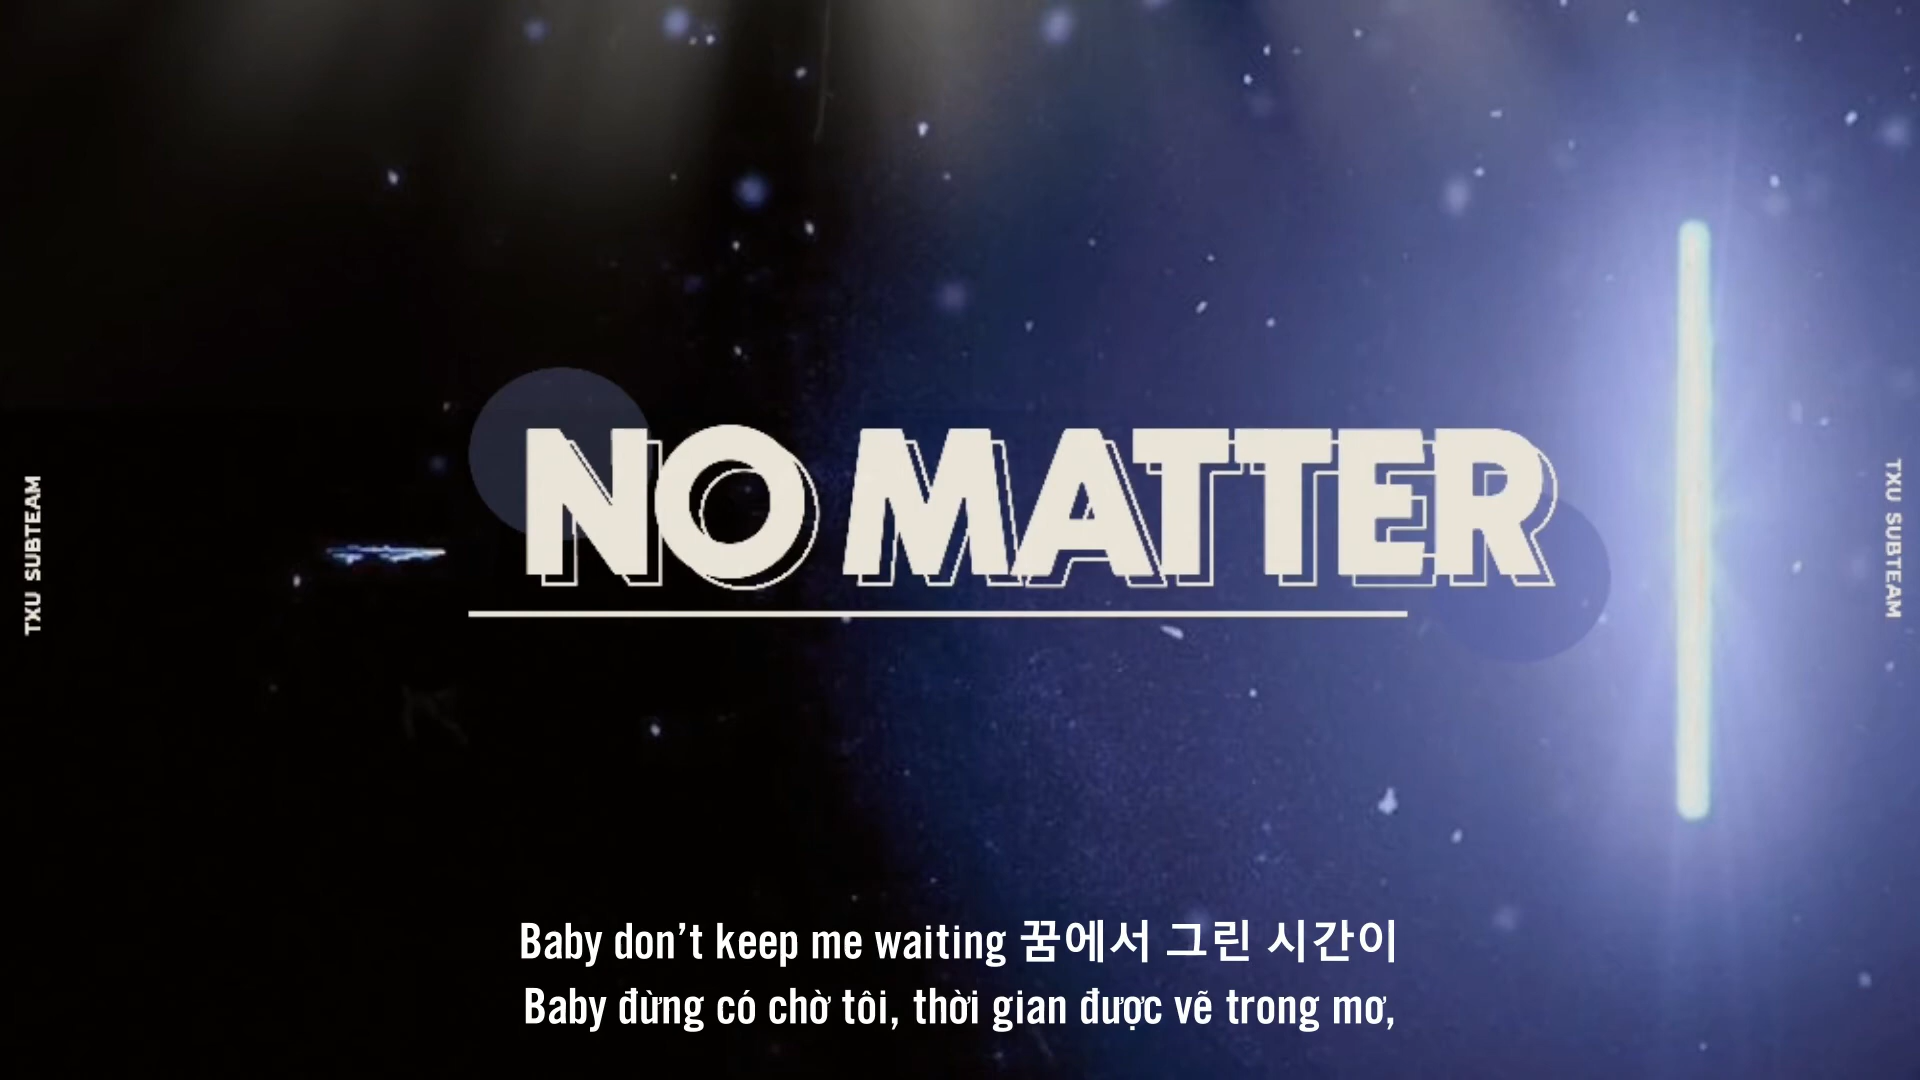 TXU SUBTEAM
NO MATTER
TXU SUBTEAM
Baby don’t keep me waiting 꿈에서 그린 시간이
Baby đừng có chờ tôi, thời gian được vẽ trong mơ,